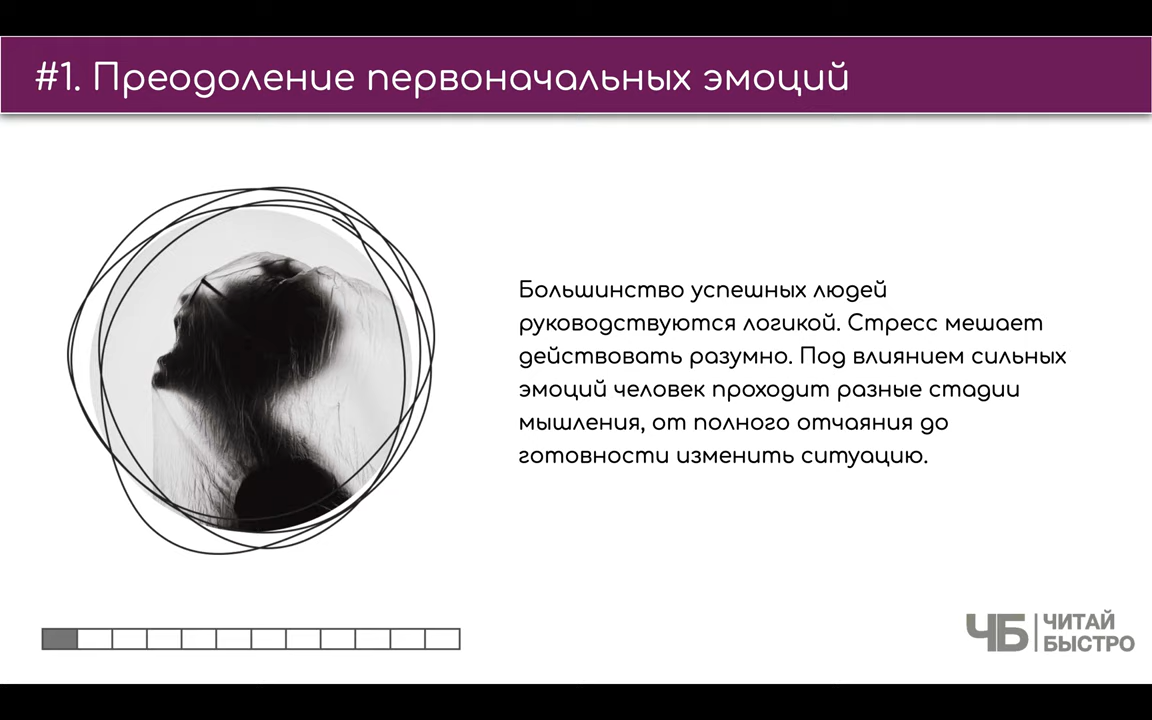 #1. Преодоление первоначальных эмоций
Большинство успешных людей
руководствуются логикой. Стресс мешает
действовать разумно. Под влиянием сильных
эмоций человек проходит разные стадии
мышления, от полного отчаяния до
готовности изменить ситуацию.
ЧБ ЧИТАЙ
БЫСТРО